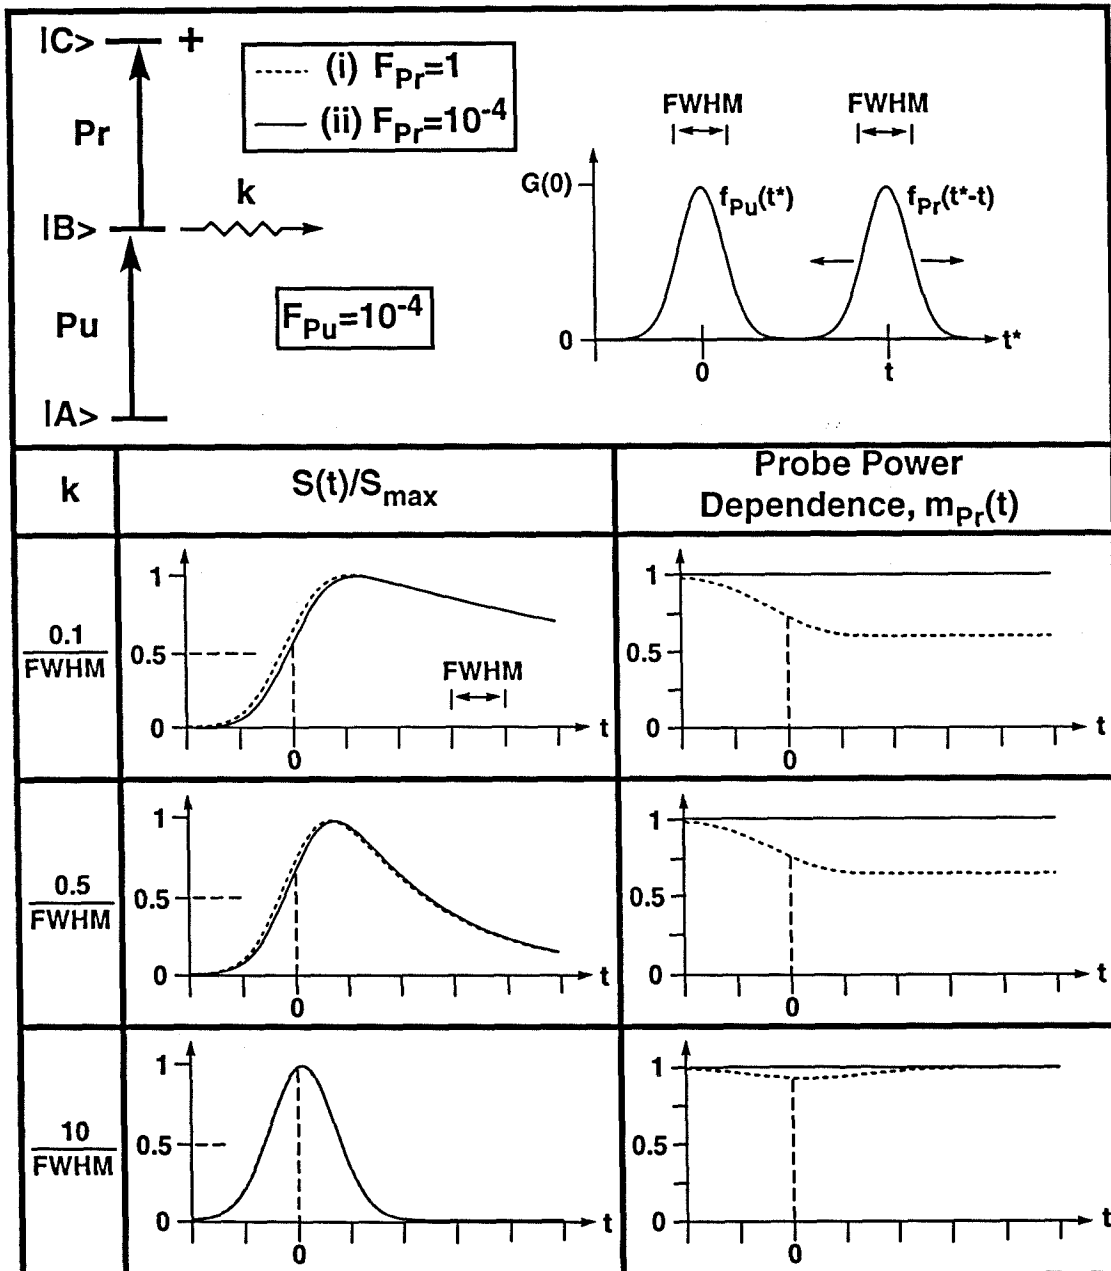 |C> +
(i) F_Pr=1
(ii) F_Pr=10^-4
Pr
k
|B>
Pu
F_Pu=10^-4
|A>
FWHM FWHM
G(0)
f_Pu(t*) f_Pr(t*-t)
0
t*
0 t
k
S(t)/S_max
Probe Power
Dependence, m_Pr(t)
0.1
FWHM
1
0.5
0
FWHM
t
0
1
0.5
0
t
0
0.5
FWHM
1
0.5
0
t
0
1
0.5
0
t
0
10
FWHM
1
0.5
0
t
0
1
0.5
0
t
0